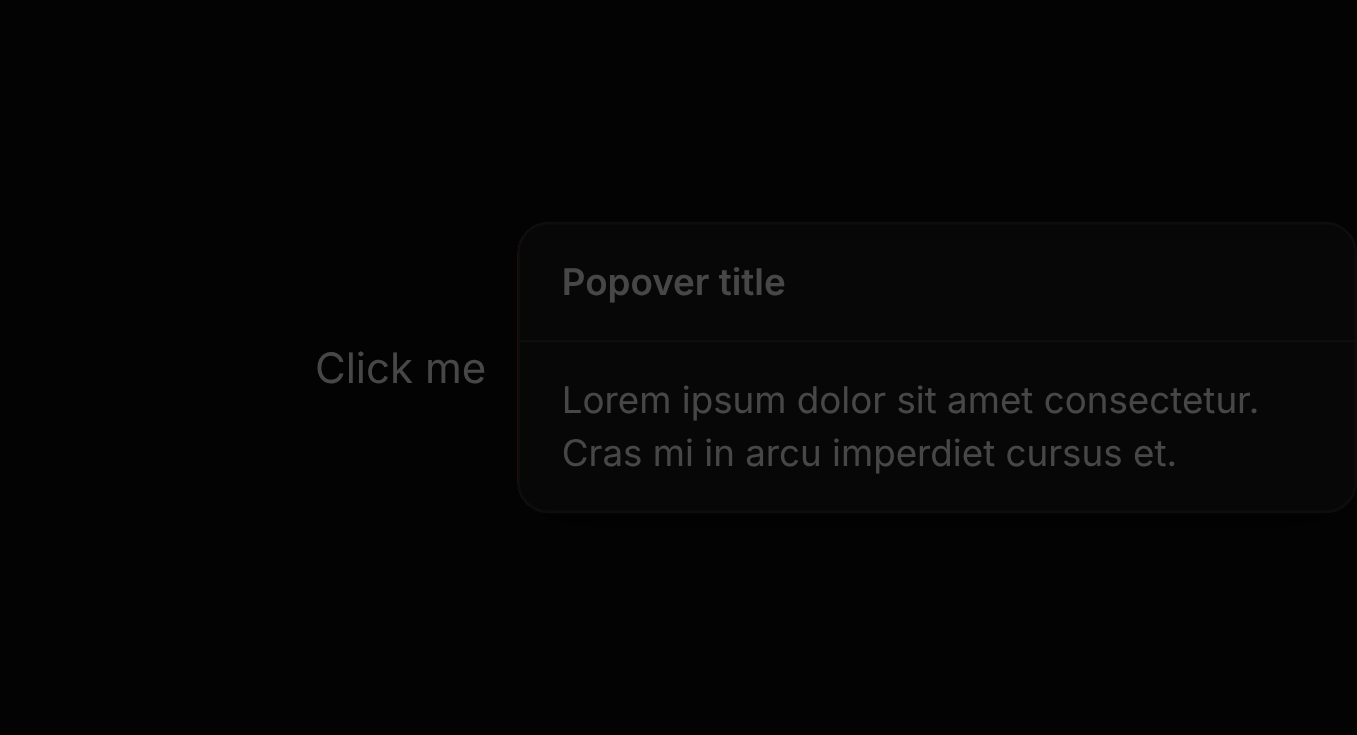 Popover title
Click me
Lorem ipsum dolor sit amet consectetur.
Cras mi in arcu imperdiet cursus et.